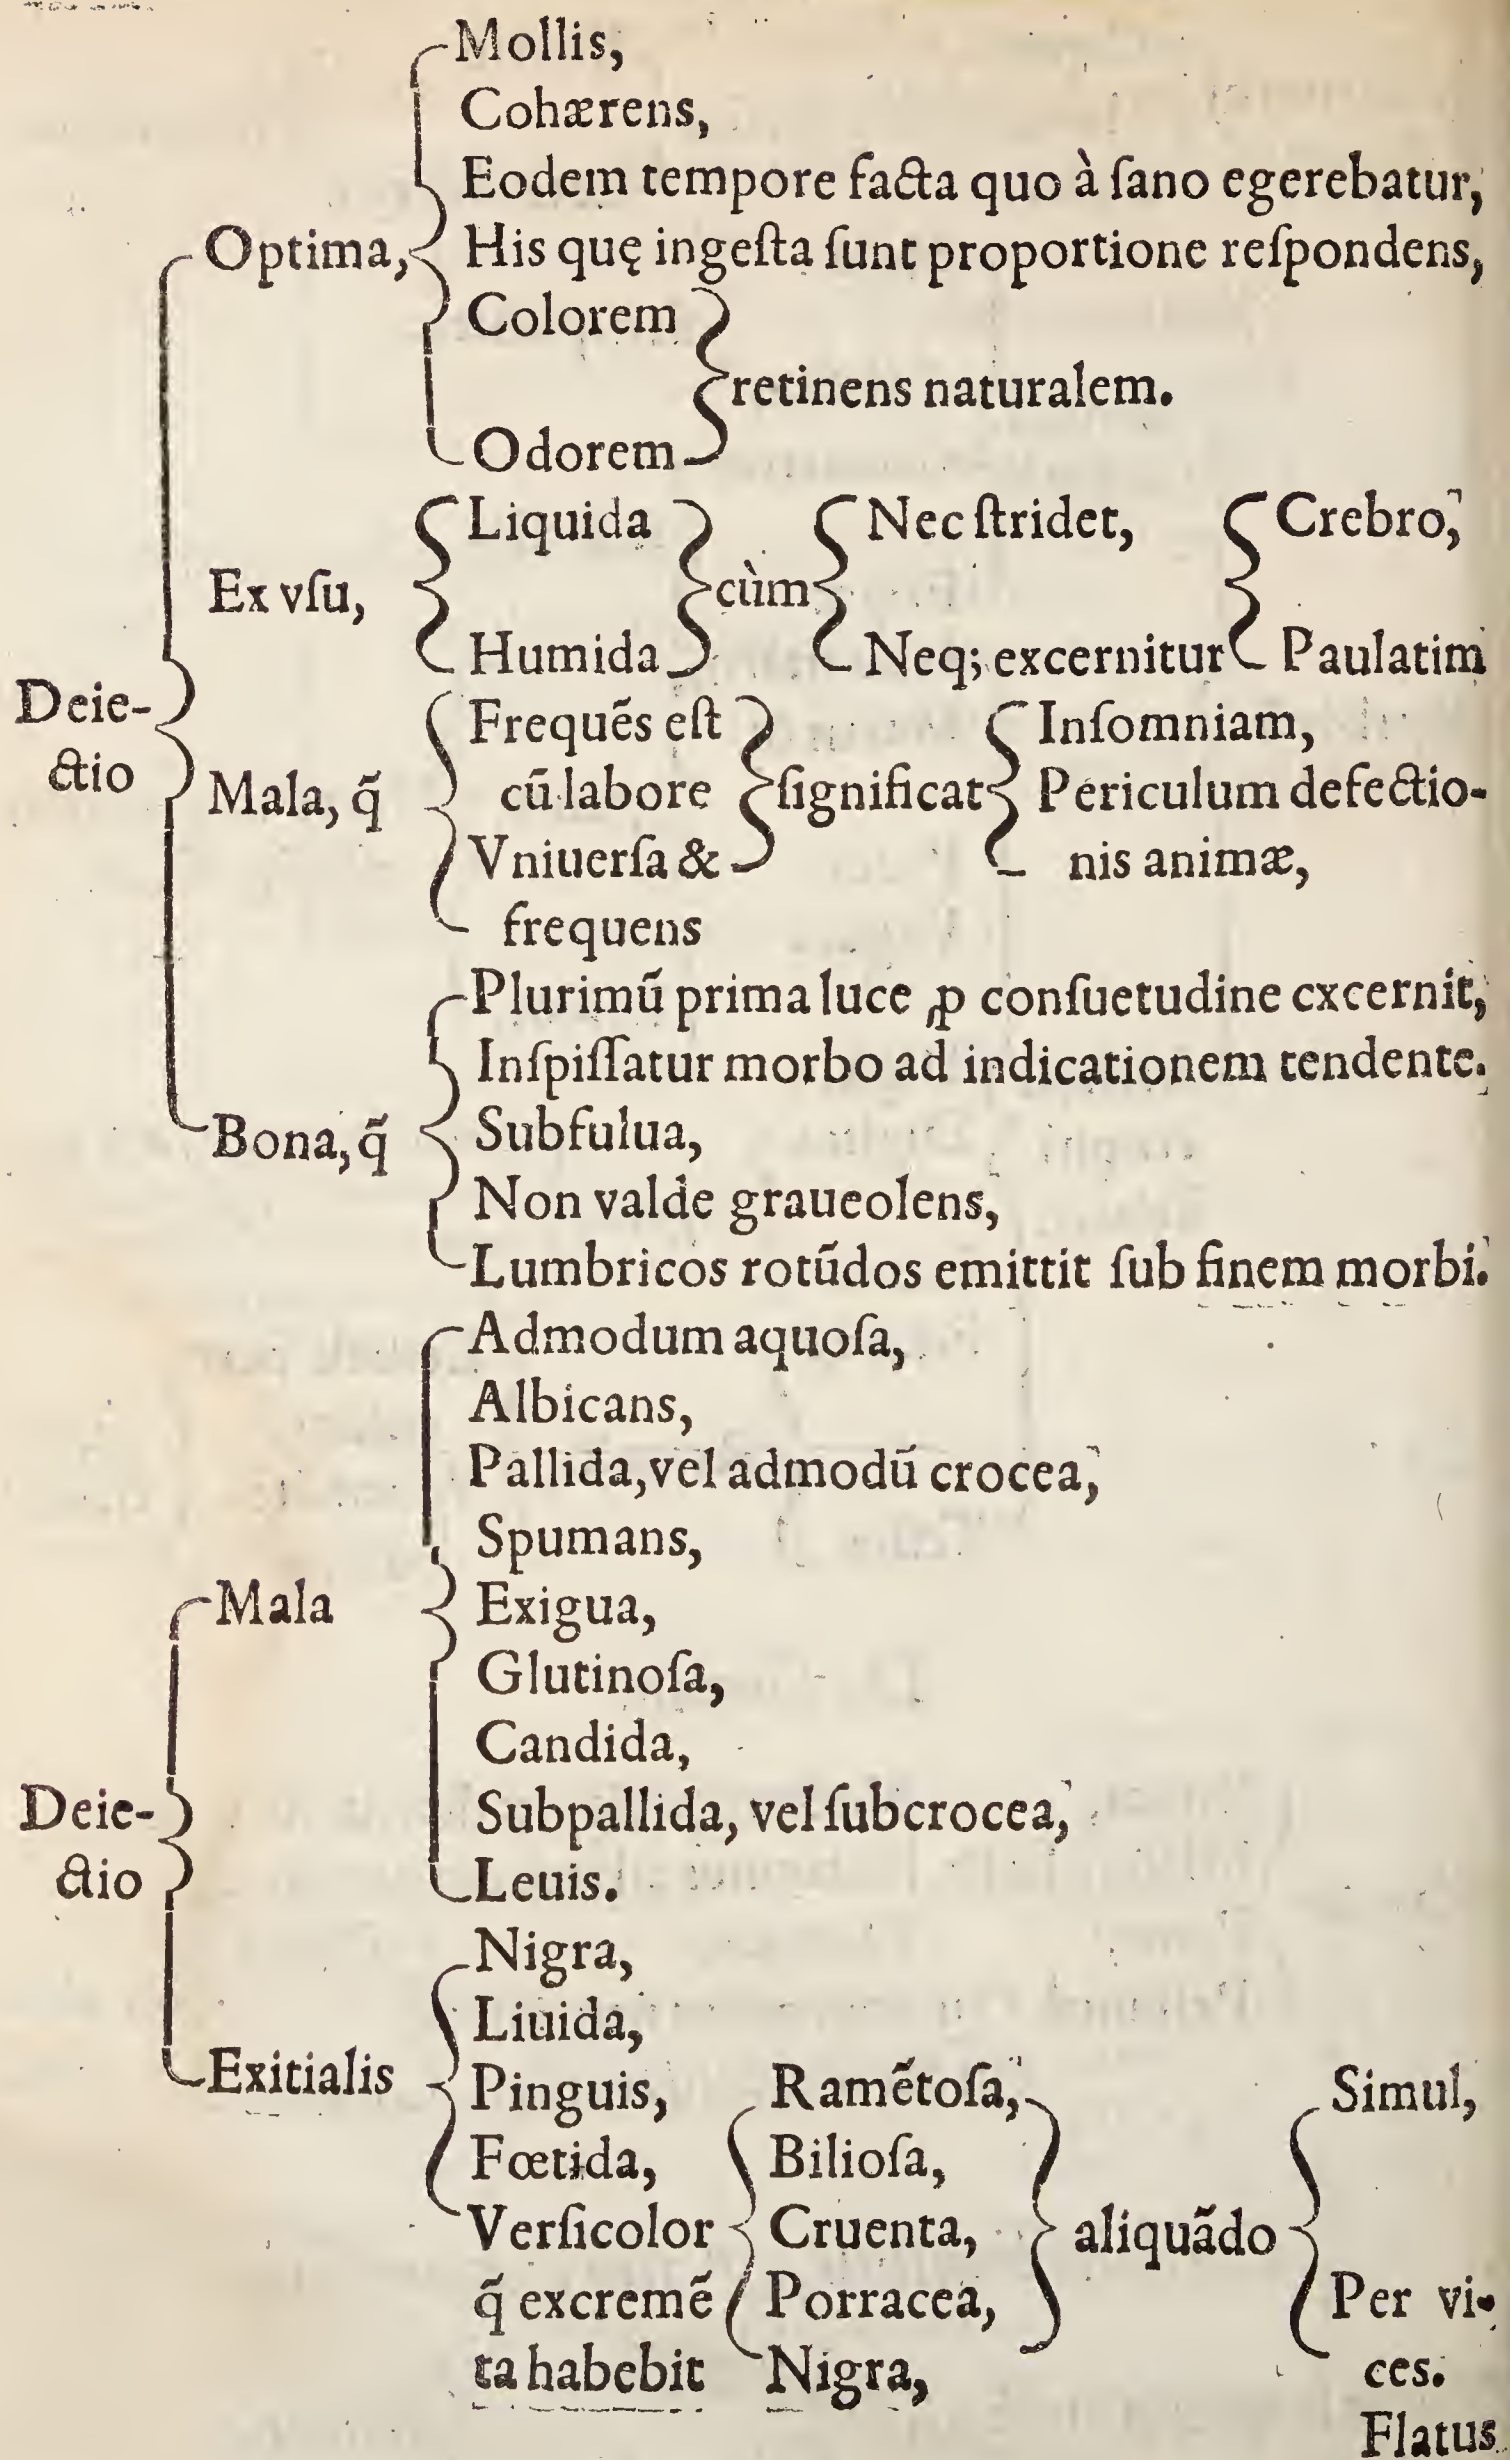 Mollis,
Cohærens,
Eodem tempore facta quo à ſano egerebatur,
Optima, His quę ingeſta ſunt proportione reſpondens,
Colorem
retinens naturalem.
Odorem
Liquida Nec ſtridet, Crebro,
Ex vſu, cùm
Humida Neq; excernitur Paulatim
Deie-
ctio
Frequẽs eſt Inſomniam,
Mala, q̃ cũ labore ſignificat Periculum defectio-
Vniuerſa & nis animæ,
frequens
Plurimũ prima luce ꝓ conſuetudine excernit,
Inſpiſſatur morbo ad indicationem tendente.
Bona, q̃ Subfulua,
Non valde graueolens,
Lumbricos rotũdos emittit ſub finem morbi.
Admodum aquoſa,
Albicans,
Pallida, vel admodũ crocea,
Spumans,
Mala Exigua,
Glutinoſa,
Candida,
Deie- Subpallida, vel ſubcrocea,
ctio Leuis.
Nigra,
Liuida,
Exitialis Pinguis, Ramẽtoſa, Simul,
Fœtida, Bilioſa,
Verſicolor Cruenta, aliquãdo
q̃ excremẽ Porracea, Per vi-
ta habebit Nigra, ces.
Flatus